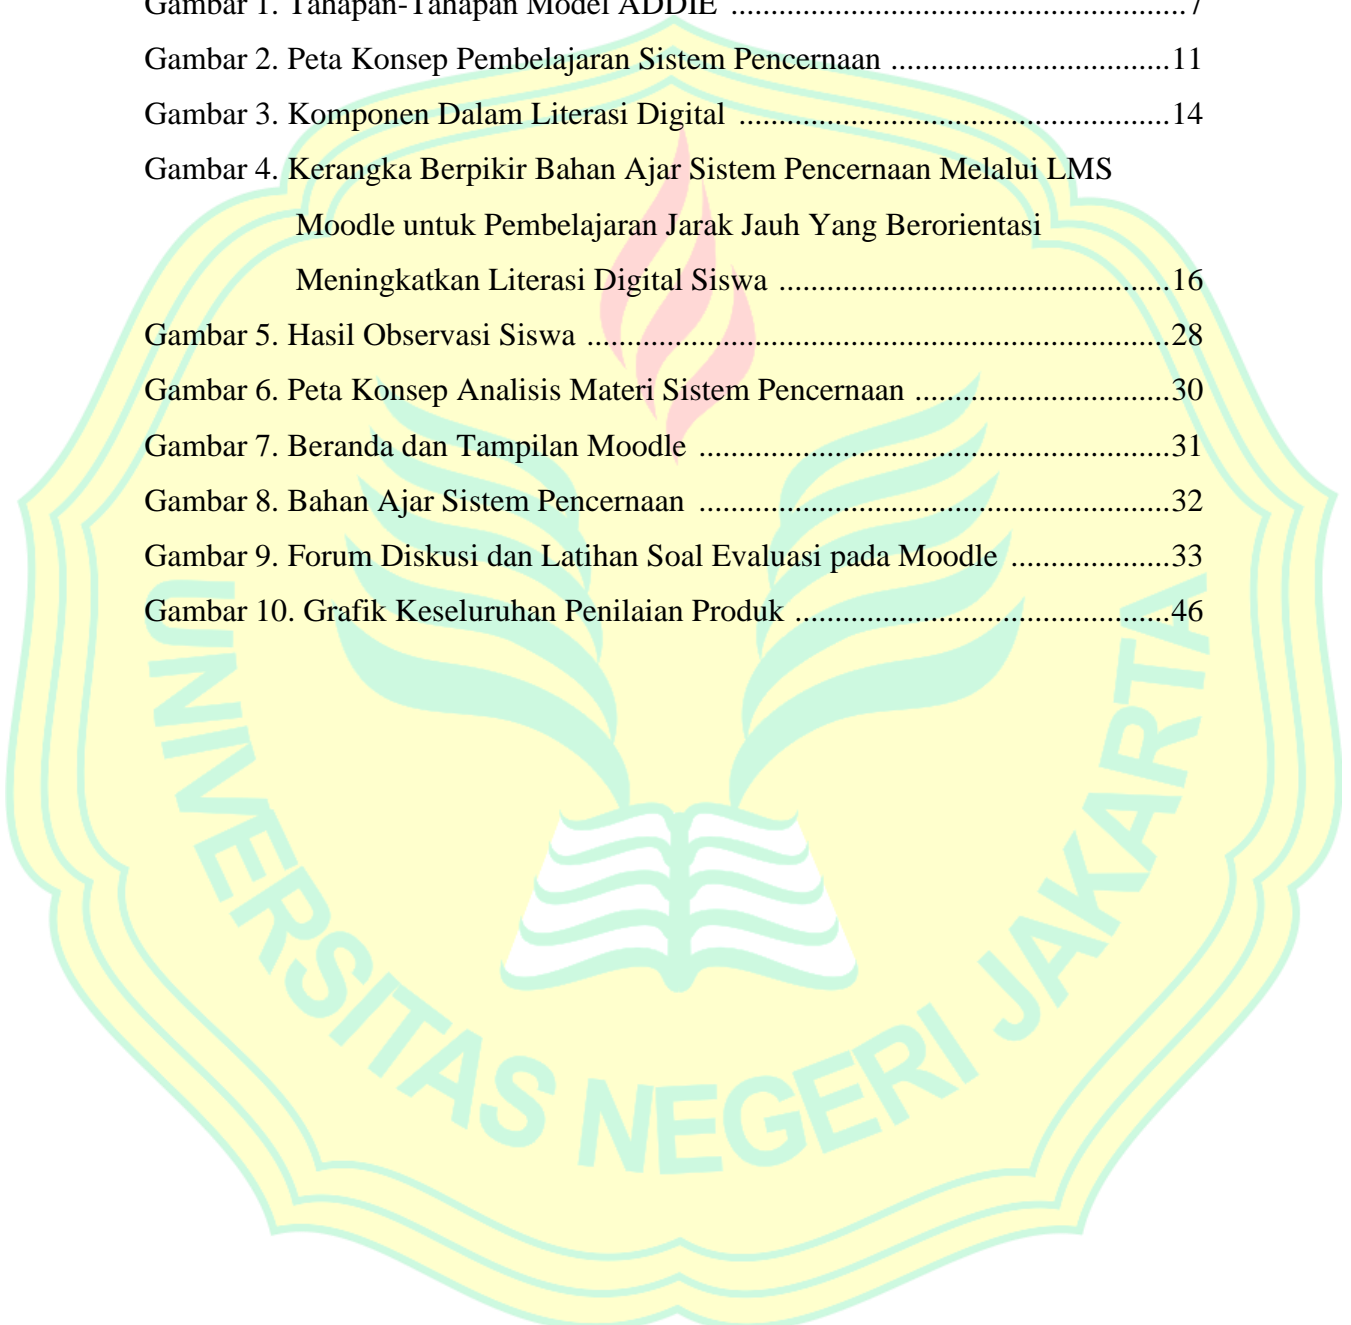 Gambar 1. Tahapan-Tahapan Model ADDIE .........................................................7
Gambar 2. Peta Konsep Pembelajaran Sistem Pencernaan ...................................11
Gambar 3. Komponen Dalam Literasi Digital ......................................................14
Gambar 4. Kerangka Berpikir Bahan Ajar Sistem Pencernaan Melalui LMS
Moodle untuk Pembelajaran Jarak Jauh Yang Berorientasi
Meningkatkan Literasi Digital Siswa .................................................16
Gambar 5. Hasil Observasi Siswa .........................................................................28
Gambar 6. Peta Konsep Analisis Materi Sistem Pencernaan ................................30
Gambar 7. Beranda dan Tampilan Moodle ...........................................................31
Gambar 8. Bahan Ajar Sistem Pencernaan ...........................................................32
Gambar 9. Forum Diskusi dan Latihan Soal Evaluasi pada Moodle ....................33
Gambar 10. Grafik Keseluruhan Penilaian Produk ...............................................46
UNIVERSITAS NEGERI JAKARTA